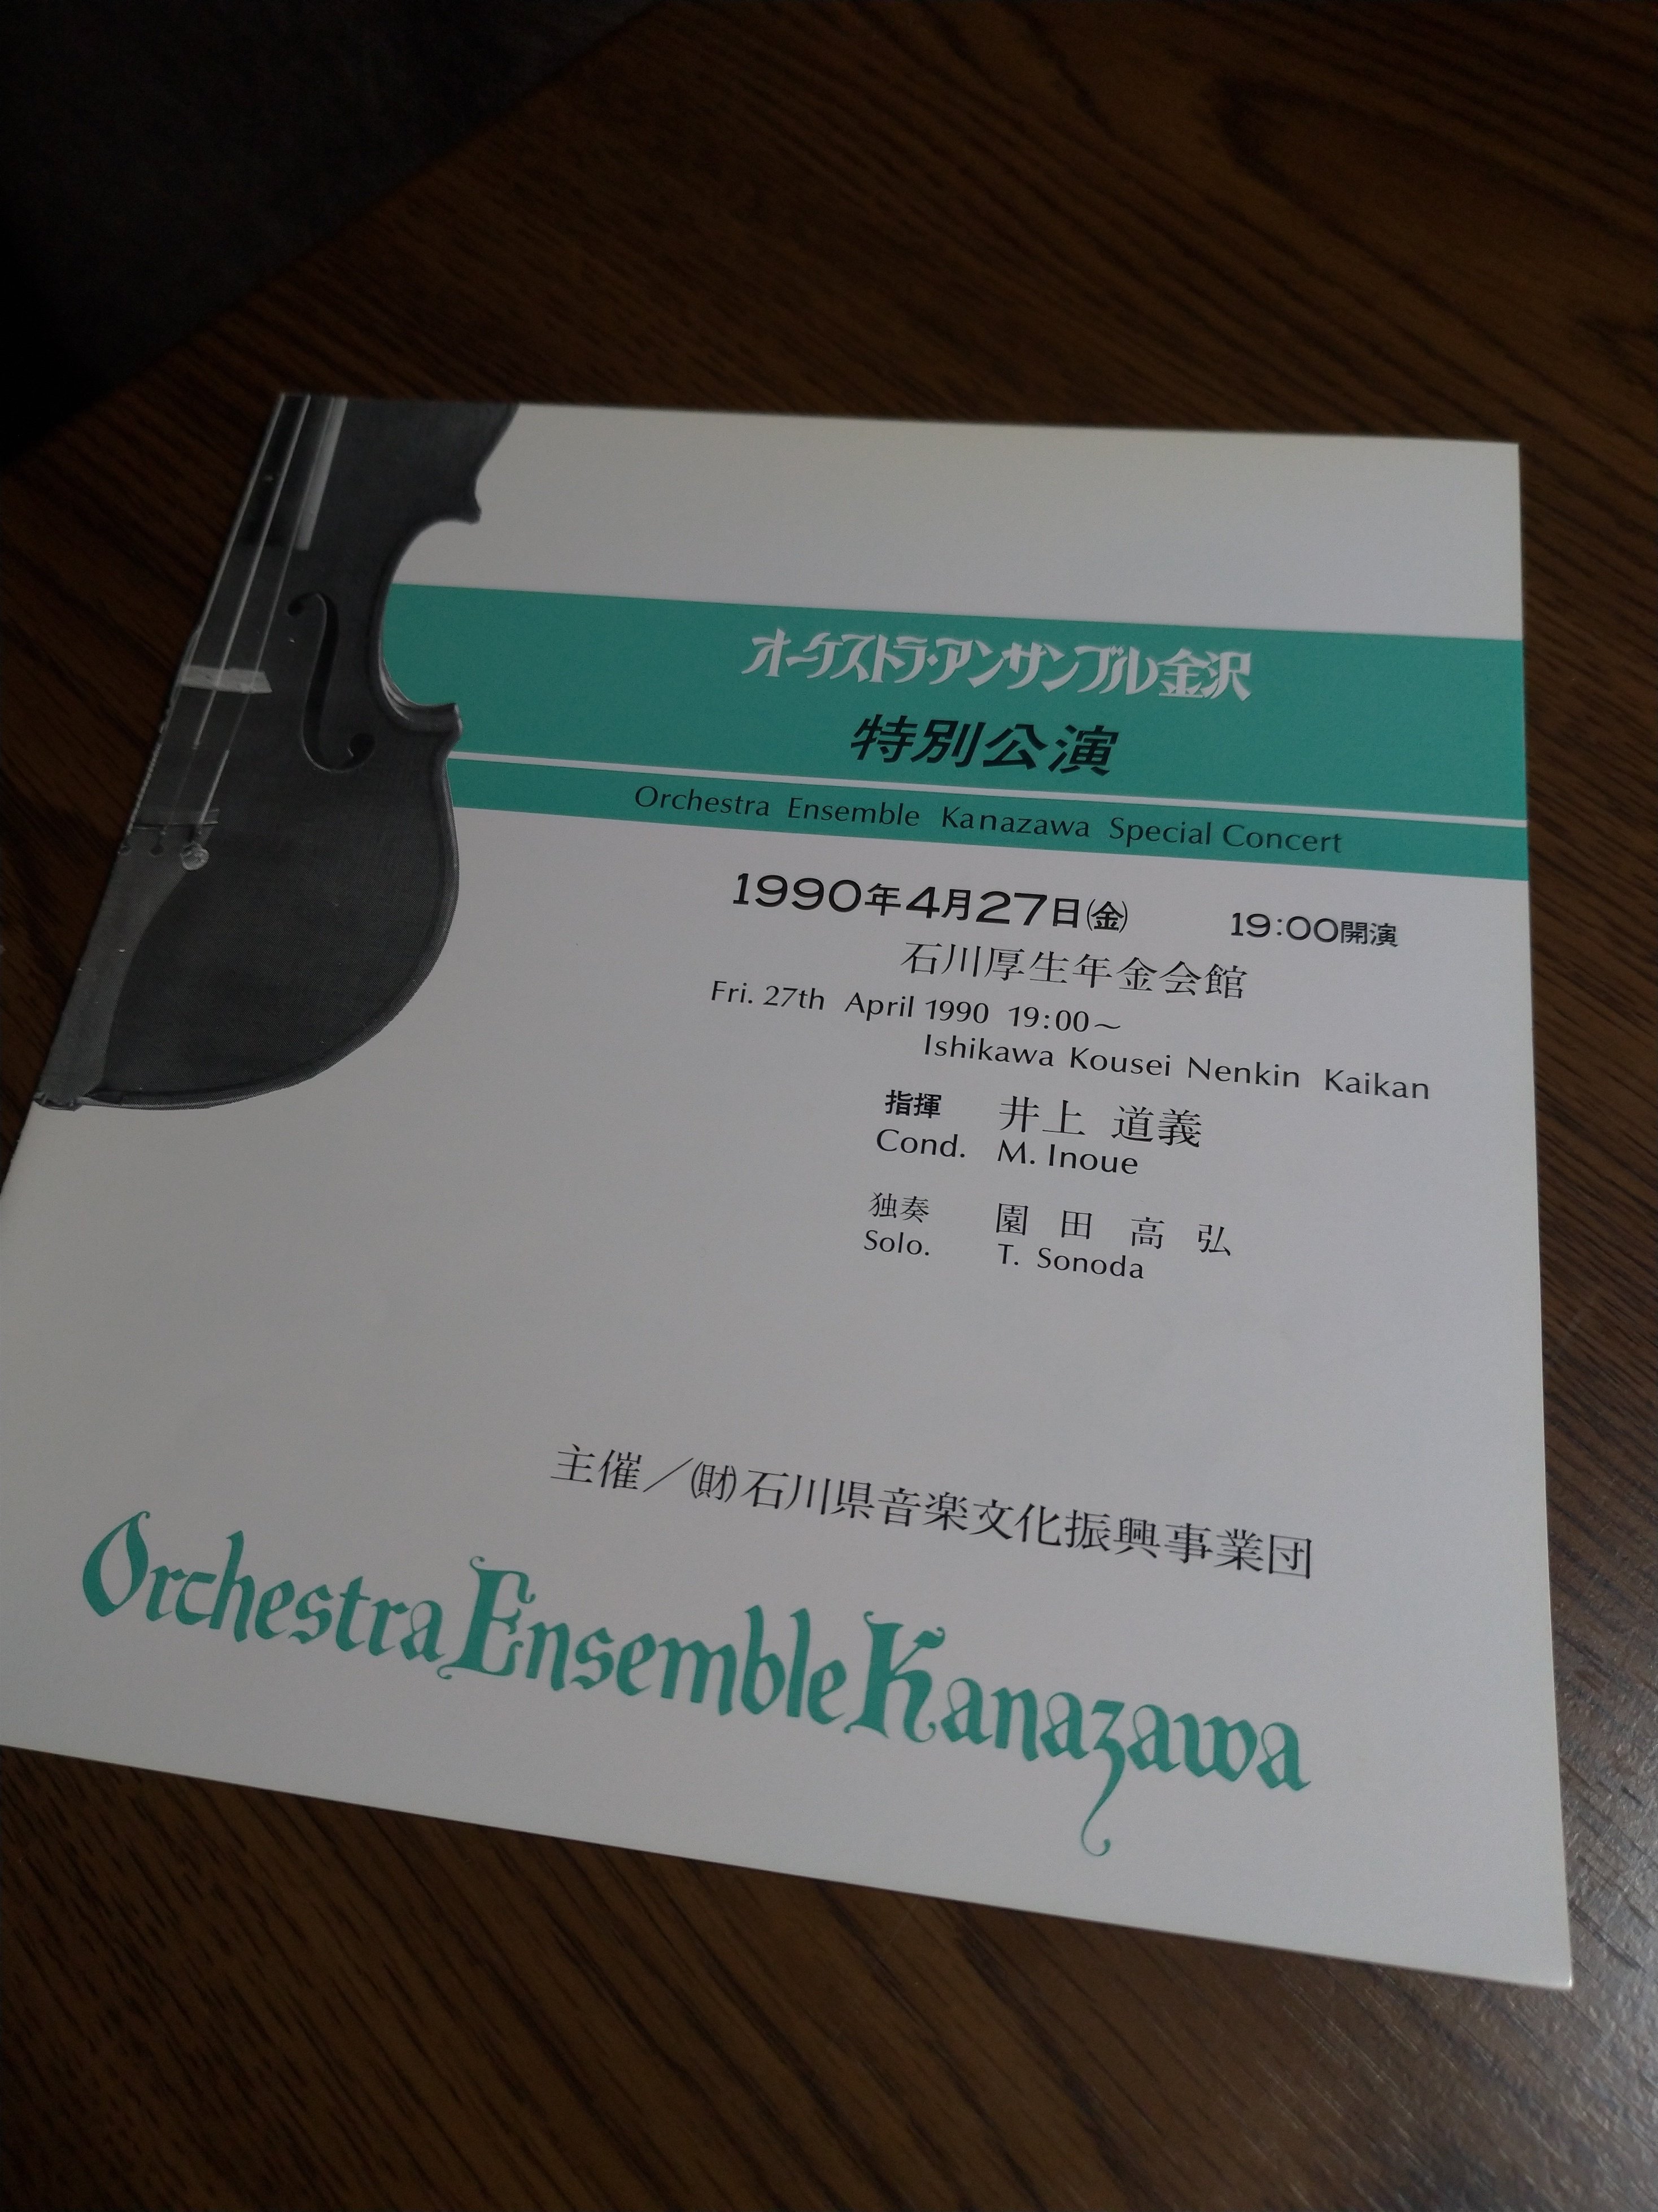 オーケストラ・アンサンブル金沢
特別公演
Orchestra Ensemble Kanazawa Special Concert
1990年4月27日㈮ 19:00開演
石川厚生年金会館
Fri. 27th April 1990 19:00～
Ishikawa Kousei Nenkin Kaikan
指揮 井上 道義
Cond. M. Inoue
独奏 園田高弘
Solo. T. Sonoda
主催／㈶石川県音楽文化振興事業団
Orchestra Ensemble Kanazawa